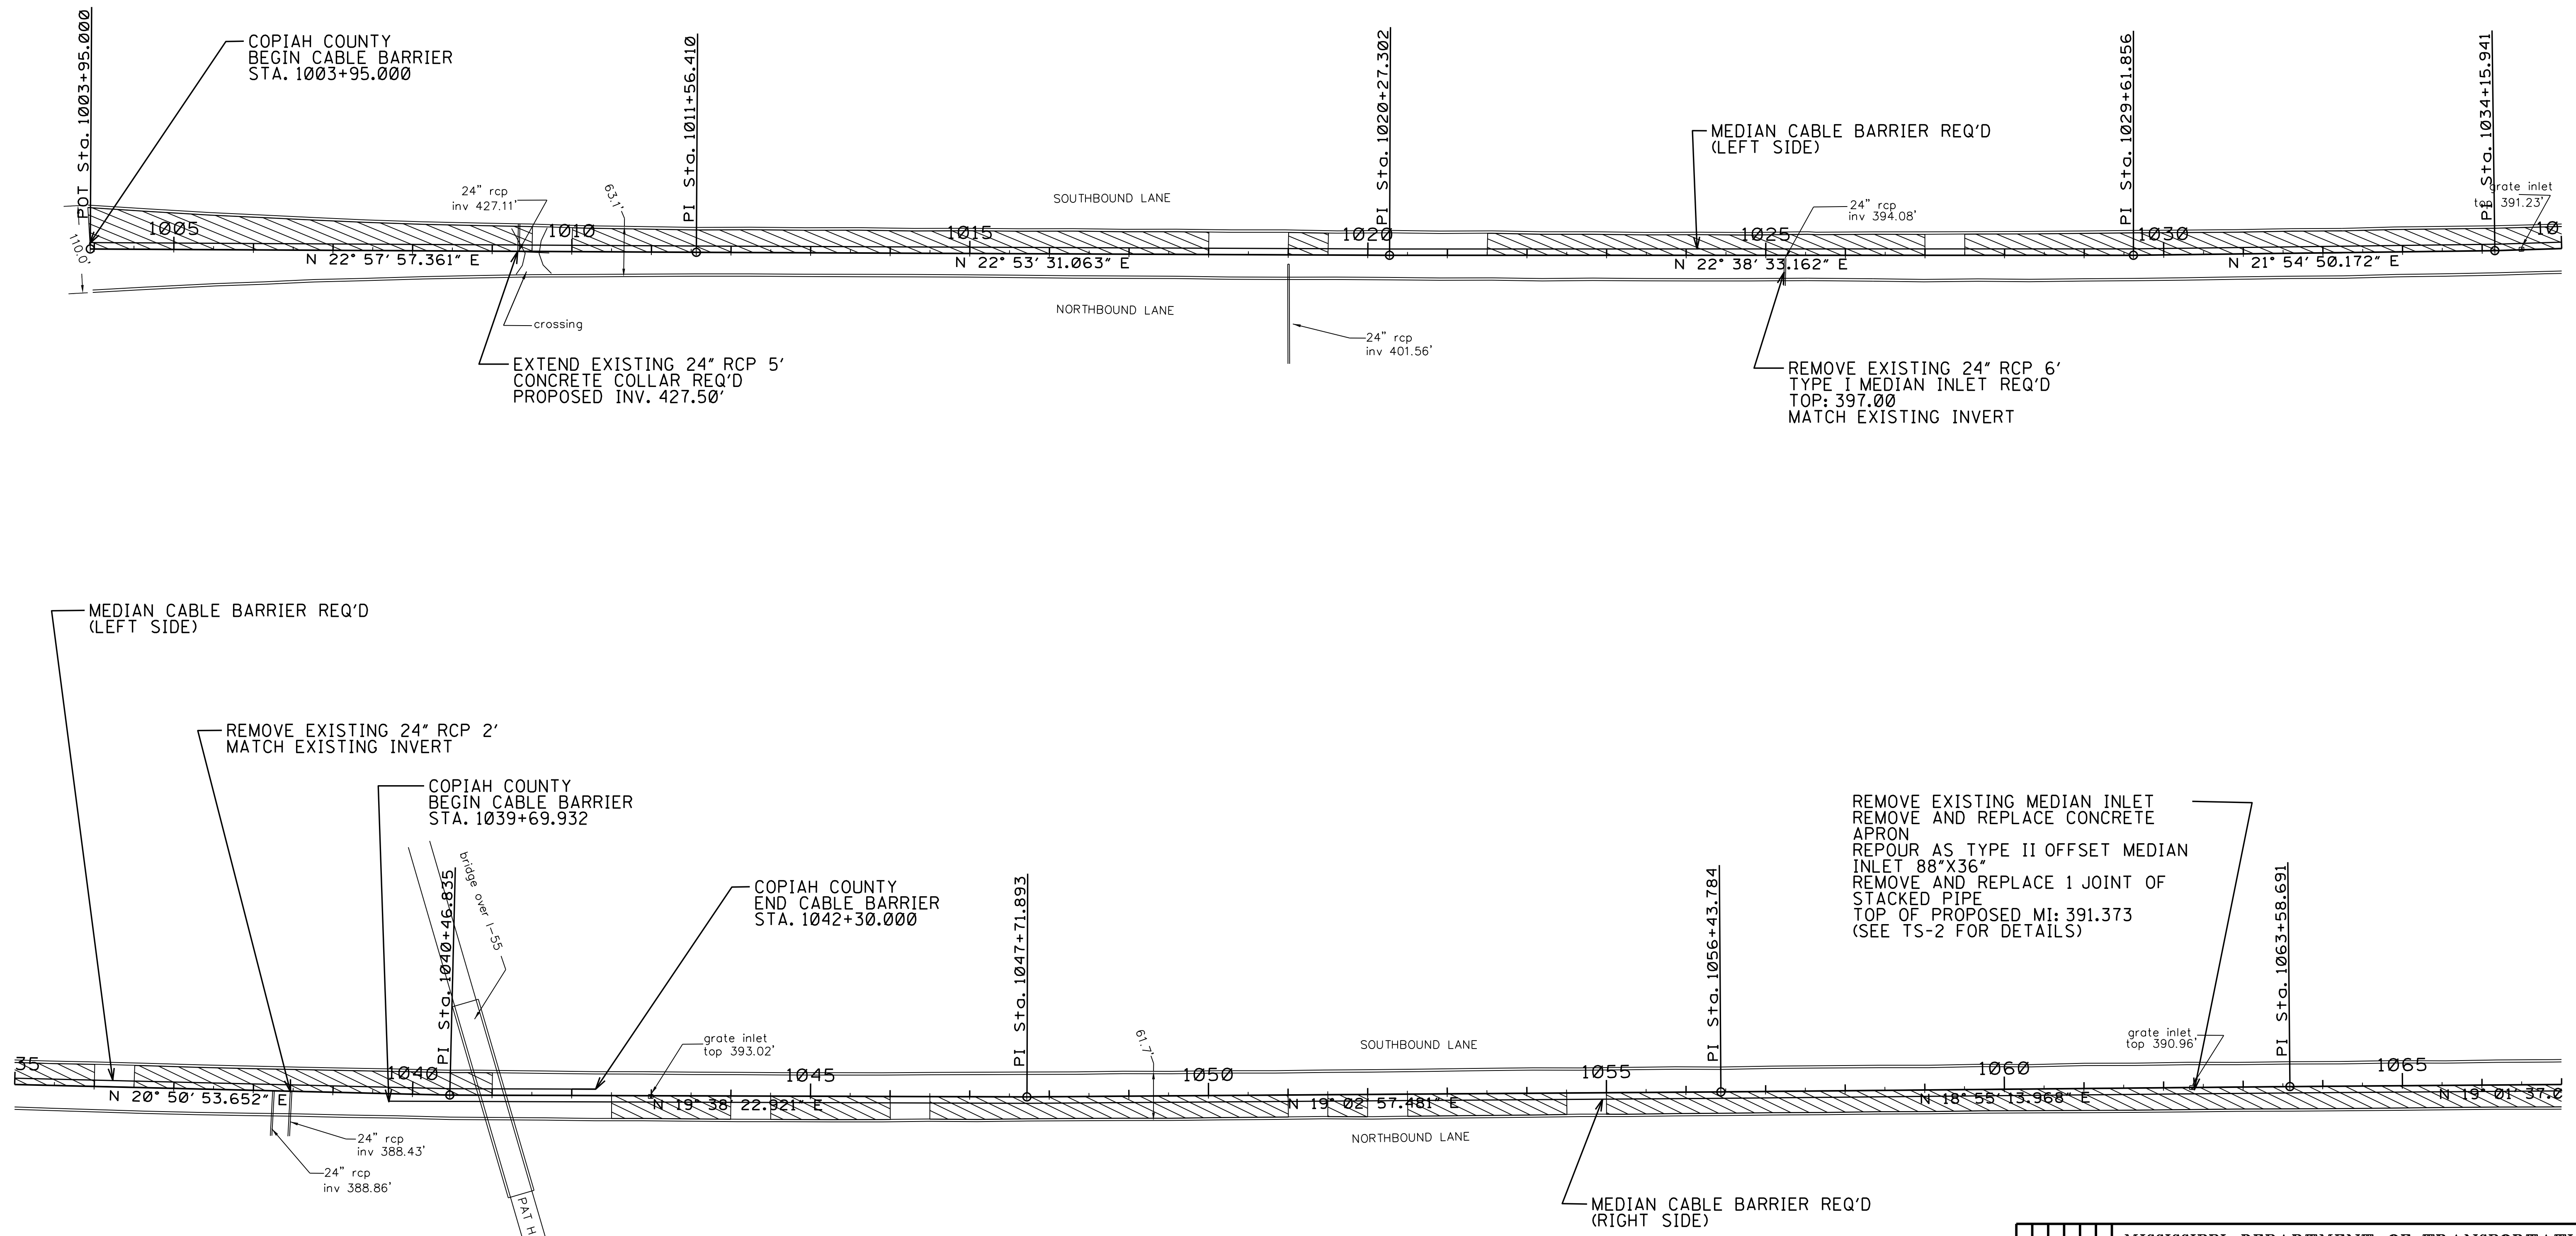 POT Sta. 1003+95.000
COPIAH COUNTY
BEGIN CABLE BARRIER
STA. 1003+95.000
PI Sta. 1011+56.410
PI Sta. 1020+27.302
PI Sta. 1029+61.856
PI Sta. 1034+15.941
MEDIAN CABLE BARRIER REQ'D
(LEFT SIDE)
24" rcp
inv 427.11'
63.1'
SOUTHBOUND LANE
24" rcp
inv 394.08'
grate inlet
top 391.23'
1005
1010
1015
1020
1025
1030
10
110.0'
N 22° 57' 57.361" E
N 22° 53' 31.063" E
N 22° 38' 33.162" E
N 21° 54' 50.172" E
NORTHBOUND LANE
crossing
24" rcp
inv 401.56'
EXTEND EXISTING 24" RCP 5'
CONCRETE COLLAR REQ'D
PROPOSED INV. 427.50'
REMOVE EXISTING 24" RCP 6'
TYPE I MEDIAN INLET REQ'D
TOP: 397.00
MATCH EXISTING INVERT
MEDIAN CABLE BARRIER REQ'D
(LEFT SIDE)
REMOVE EXISTING 24" RCP 2'
MATCH EXISTING INVERT
COPIAH COUNTY
BEGIN CABLE BARRIER
STA. 1039+69.932
bridge over I-55
PI Sta. 1040+46.835
COPIAH COUNTY
END CABLE BARRIER
STA. 1042+30.000
PI Sta. 1047+71.893
PI Sta. 1056+43.784
REMOVE EXISTING MEDIAN INLET
REMOVE AND REPLACE CONCRETE
APRON
REPOUR AS TYPE II OFFSET MEDIAN
INLET 88"X36"
REMOVE AND REPLACE 1 JOINT OF
STACKED PIPE
TOP OF PROPOSED MI: 391.373
(SEE TS-2 FOR DETAILS)
PI Sta. 1063+58.691
grate inlet
top 393.02'
61.7'
SOUTHBOUND LANE
grate inlet
top 390.96'
35
1040
1045
1050
1055
1060
1065
N 20° 50' 53.652" E
N 19° 38' 22.921" E
N 19° 02' 57.481" E
N 18° 55' 13.968" E
N 19° 01' 37.0
24" rcp
inv 388.43'
24" rcp
inv 388.86'
NORTHBOUND LANE
PAT H
MEDIAN CABLE BARRIER REQ'D
(RIGHT SIDE)